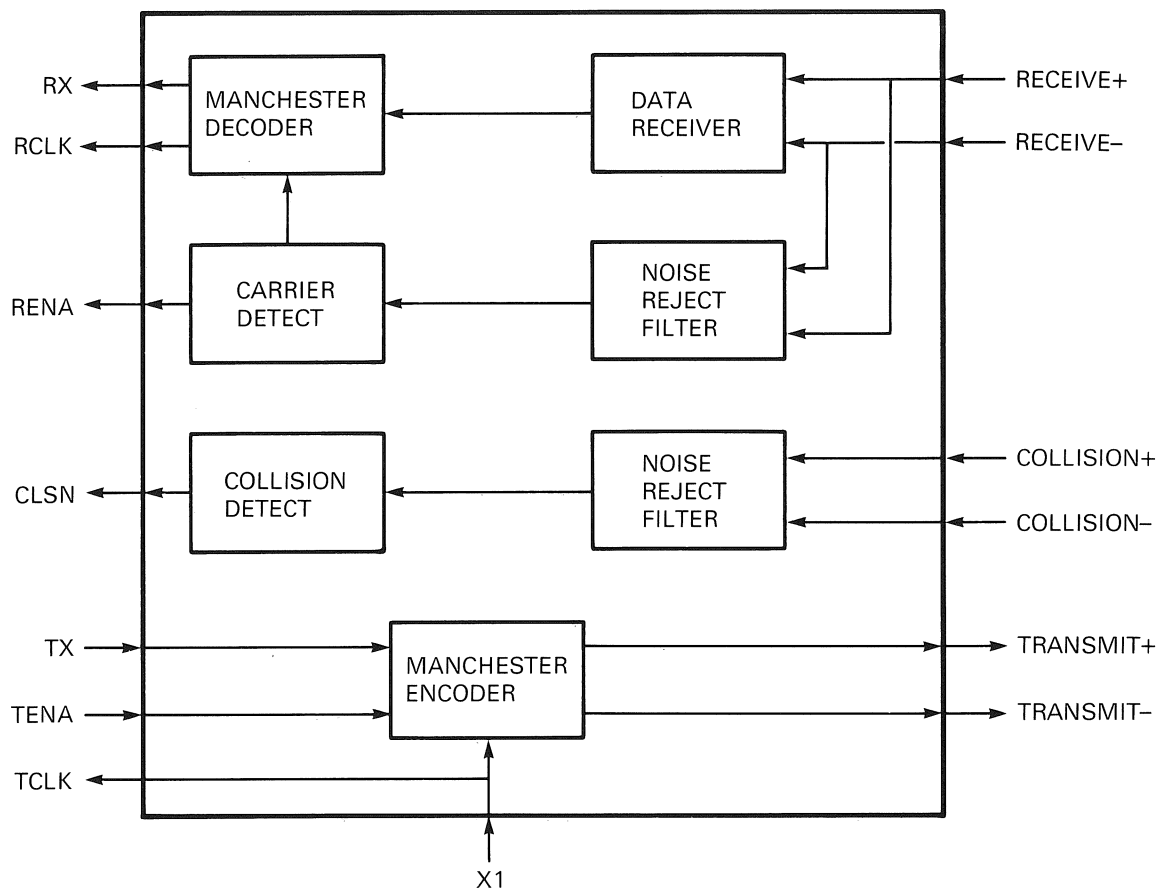 RX
RCLK
MANCHESTER
DECODER
DATA
RECEIVER
RECEIVE+
RECEIVE–
RENA
CARRIER
DETECT
NOISE
REJECT
FILTER
CLSN
COLLISION
DETECT
NOISE
REJECT
FILTER
COLLISION+
COLLISION–
TX
TENA
TCLK
MANCHESTER
ENCODER
TRANSMIT+
TRANSMIT–
X1